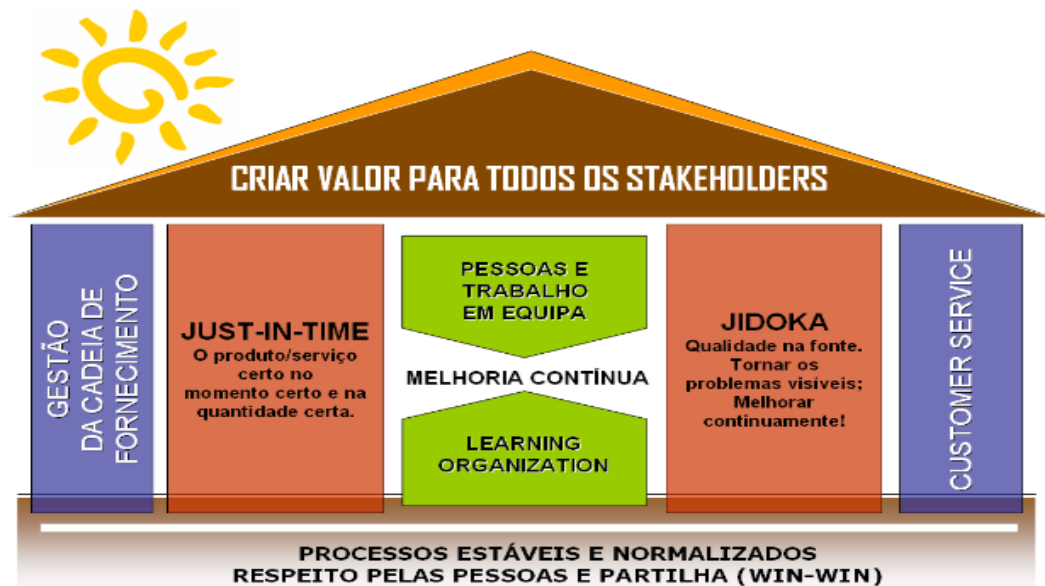 CRIAR VALOR PARA TODOS OS STAKEHOLDERS
GESTÃO
DA CADEIA DE
FORNECIMENTO
JUST-IN-TIME
O produto/serviço
certo no
momento certo e na
quantidade certa.
PESSOAS E
TRABALHO
EM EQUIPA
MELHORIA CONTÍNUA
LEARNING
ORGANIZATION
JIDOKA
Qualidade na fonte.
Tornar os
problemas visíveis;
Melhorar
continuamente!
CUSTOMER SERVICE
PROCESSOS ESTÁVEIS E NORMALIZADOS
RESPEITO PELAS PESSOAS E PARTILHA (WIN-WIN)